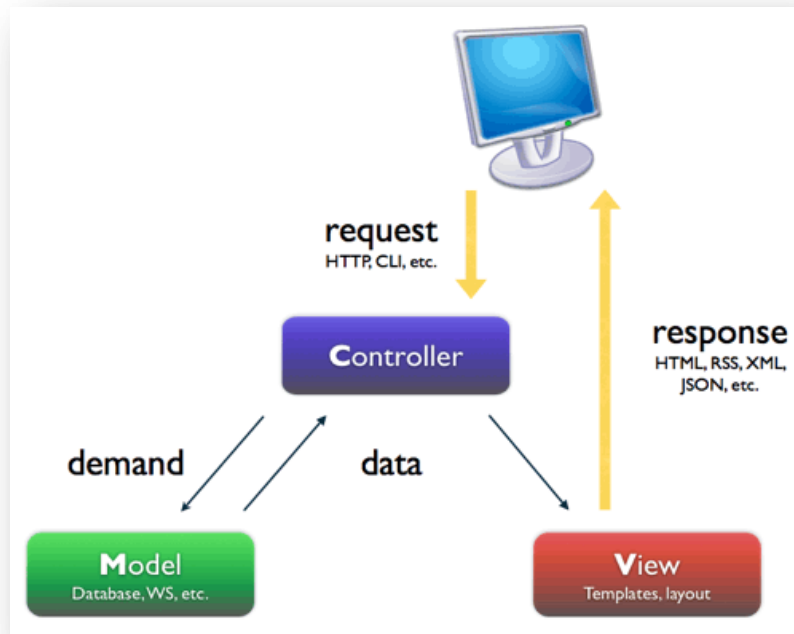 request
HTTP, CLI, etc.
Controller
response
HTML, RSS, XML,
JSON, etc.
demand
data
Model
Database, WS, etc.
View
Templates, layout